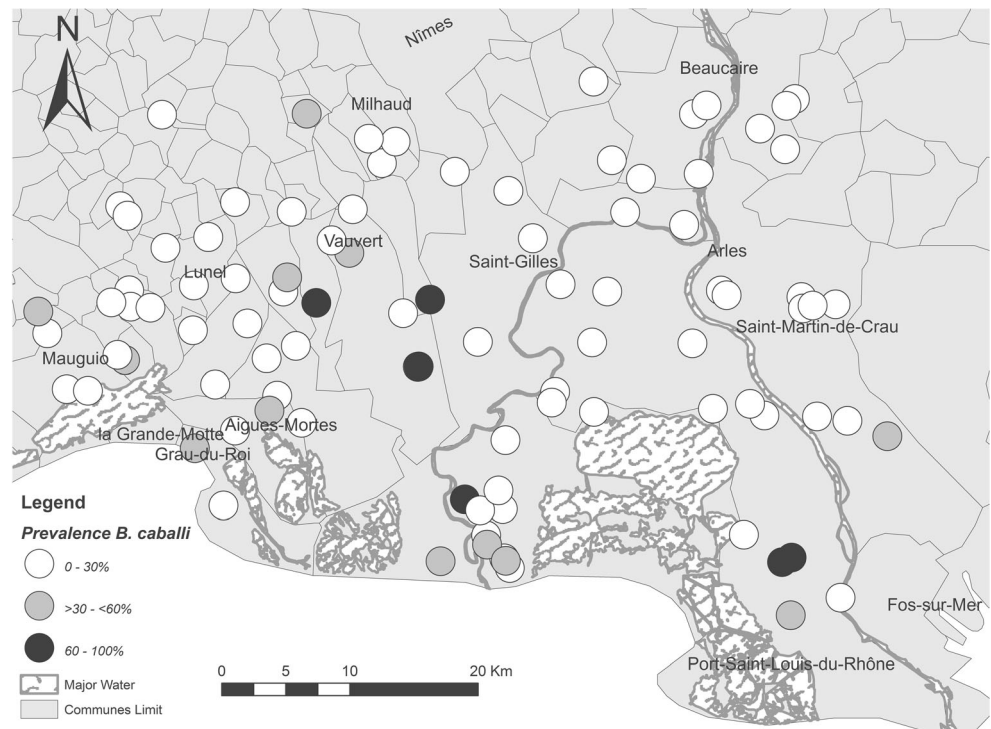 N
Nîmes
Beaucaire
Milhaud
Vauvert
Arles
Saint-Gilles
Lunel
Saint-Martin-de-Crau
Mauguio
Aigues-Mortes
la Grande-Motte
Grau-du-Roi
Fos-sur-Mer
Port-Saint-Louis-du-Rhône
Legend
Prevalence B. caballi
0 - 30%
>30 - <60%
60 - 100%
Major Water
Communes Limit
0 5 10 20 Km